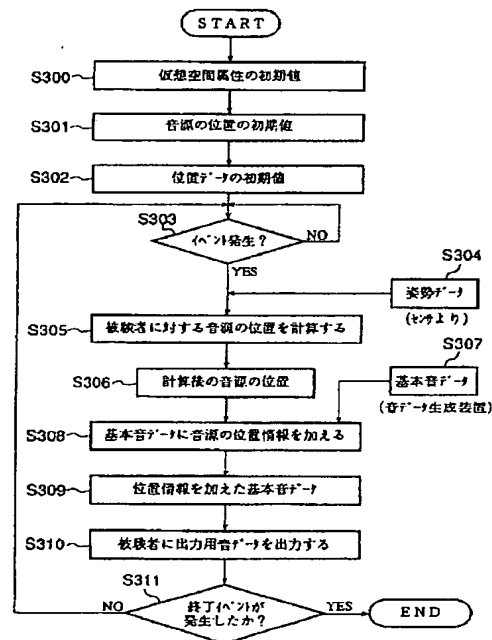 START
S300
仮想空間属性の初期値
S301
音源の位置の初期値
S302
位置データの初期値
S303
イベント発生?
NO
YES
S304
姿勢データ
(センサより)
S305
被験者に対する音源の位置を計算する
S306
計算後の音源の位置
S307
基本音データ
(音データ生成装置)
S308
基本音データに音源の位置情報を加える
S309
位置情報を加えた基本音データ
S310
被験者に出力用音データを出力する
S311
終了イベントが
発生したか?
NO
YES
END